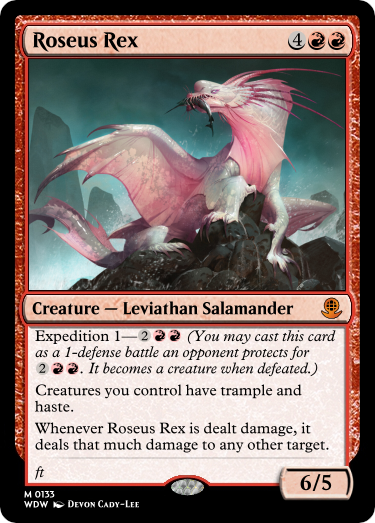 Roseus Rex 4
Creature — Leviathan Salamander
Expedition 1—2 (You may cast this card
as a 1-defense battle an opponent protects for
2. It becomes a creature when defeated.)
Creatures you control have trample and
haste.
Whenever Roseus Rex is dealt damage, it
deals that much damage to any other target.
ft
6/5
M 0133
WDW Devon Cady-Lee